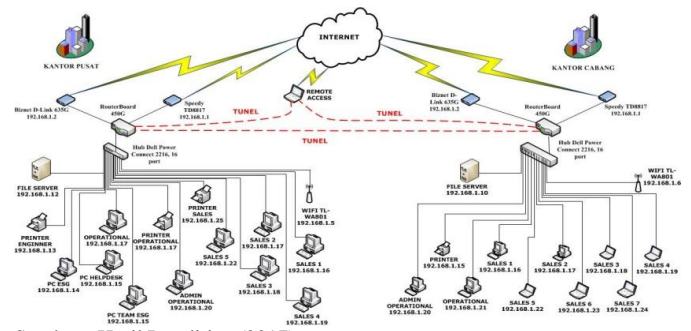 INTERNET
KANTOR PUSAT
KANTOR CABANG
Biznet D-Link 635G
192.168.1.2
RouterBoard
450G
Speedy
TD8817
192.168.1.1
REMOTE
ACCESS
TUNEL
TUNEL
TUNEL
Biznet D-
Link 635G
192.168.1.2
RouterBoard
450G
Speedy
TD8817
192.168.1.1
Hub Dell Power
Connect 2216, 16
port
Hub Dell Power
Connect 2216, 16
port
FILE SERVER
192.168.1.12
PRINTER
ENGINNER
192.168.1.13
OPERATIONAL
192.168.1.17
PRINTER
OPERATIONAL
192.168.1.17
PRINTER
SALES
192.168.1.25
WIFI TL-
WA801
192.168.1.5
SALES 2
192.168.1.17
SALES 1
192.168.1.16
SALES 5
192.168.1.22
SALES 3
192.168.1.18
SALES 4
192.168.1.19
PC ESG
192.168.1.14
PC HELPDESK
192.168.1.15
PC TEAM ESG
192.168.1.15
ADMIN
OPERATIONAL
192.168.1.20
FILE SERVER
192.168.1.10
WIFI TL-
WA801
192.168.1.6
PRINTER
192.168.1.15
SALES 1
192.168.1.16
SALES 2
192.168.1.17
SALES 3
192.168.1.18
SALES 4
192.168.1.19
ADMIN
OPERATIONAL
192.168.1.20
OPERATIONAL
192.168.1.21
SALES 5
192.168.1.22
SALES 6
192.168.1.23
SALES 7
192.168.1.24